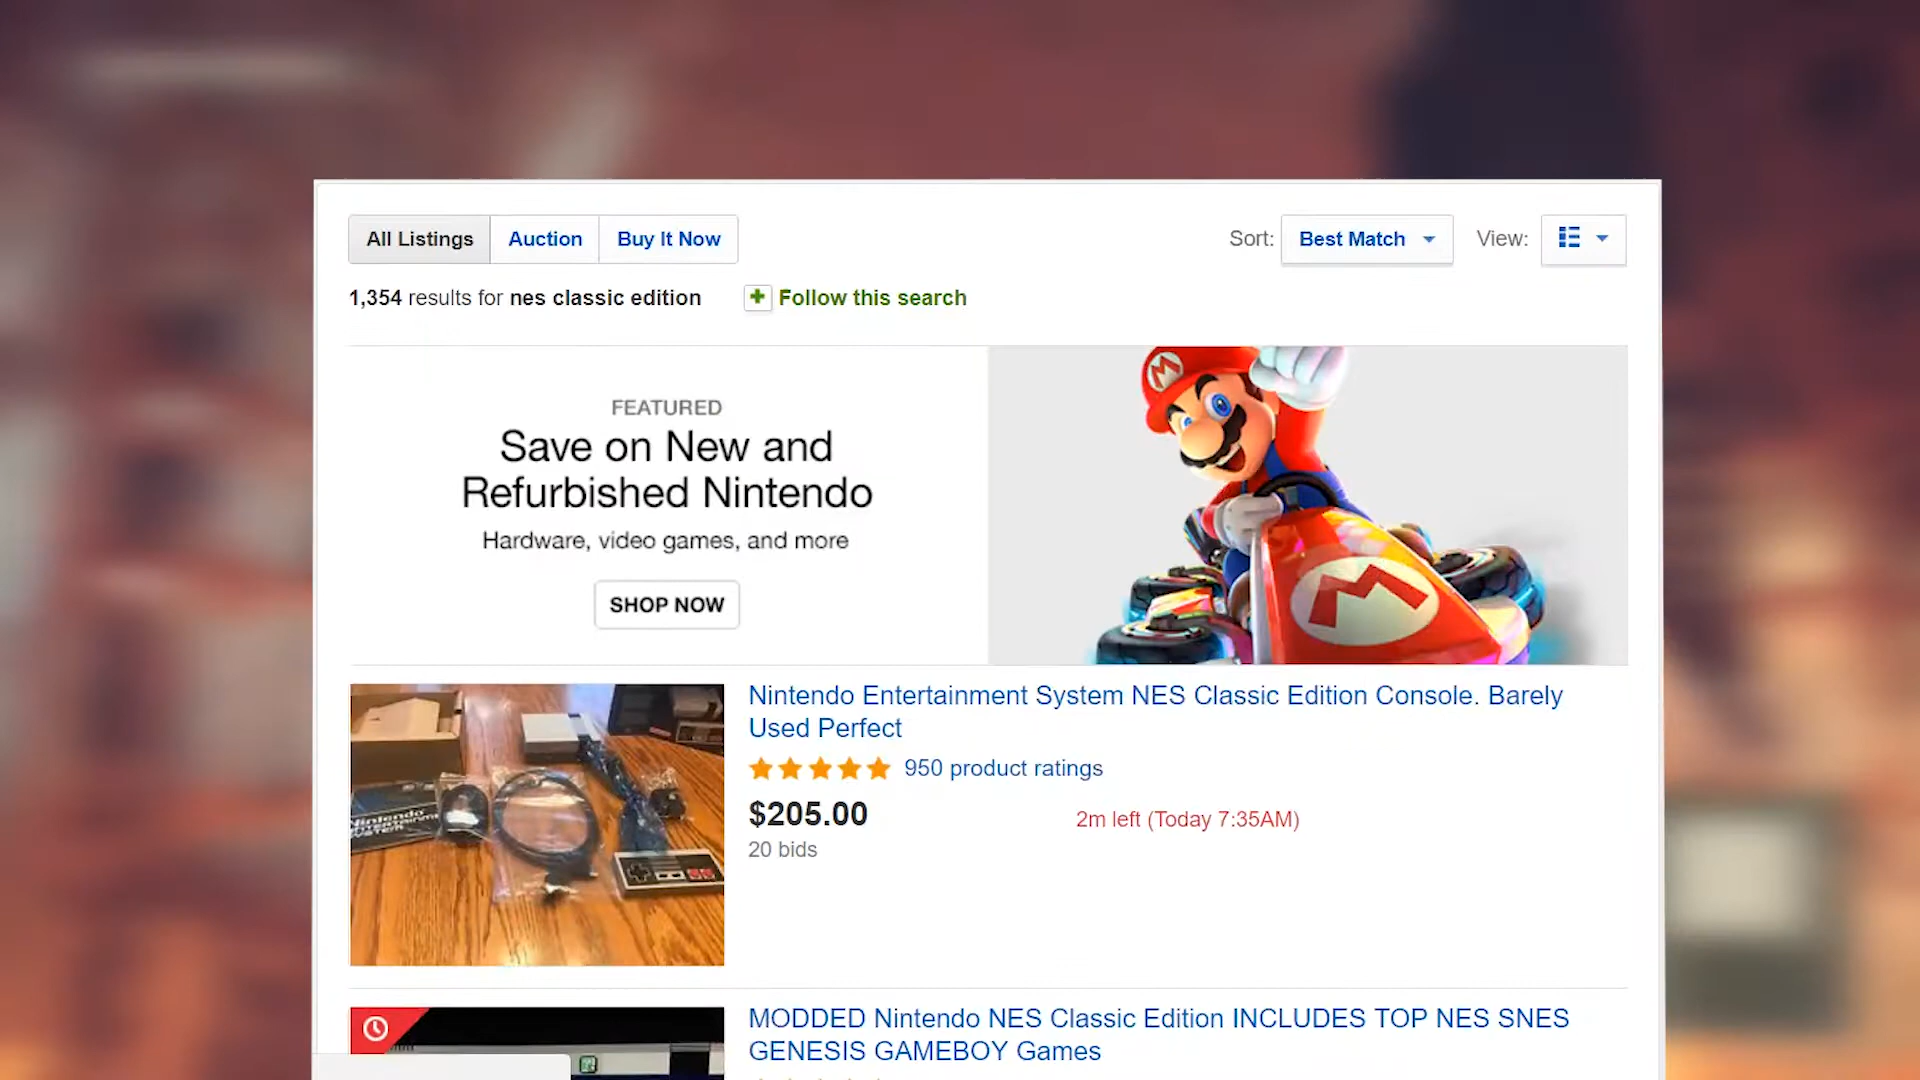 All Listings Auction Buy It Now Sort: Best Match View:
1,354 results for nes classic edition Follow this search
FEATURED
Save on New and
Refurbished Nintendo
Hardware, video games, and more
SHOP NOW
Nintendo Entertainment System NES Classic Edition Console. Barely
Used Perfect
950 product ratings
$205.00 2m left (Today 7:35AM)
20 bids
Nintendo
ENTERTAINMENT
SYSTEM
MODDED Nintendo NES Classic Edition INCLUDES TOP NES SNES
GENESIS GAMEBOY Games